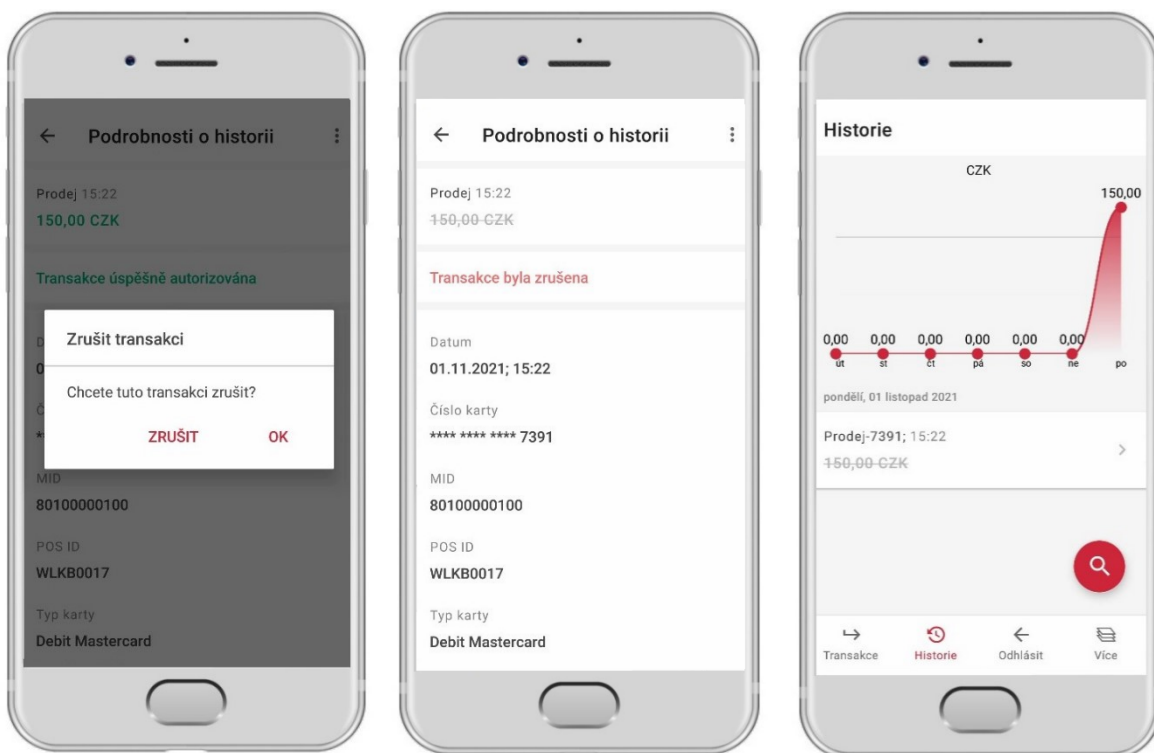 Podrobnosti o historii
Prodej 15:22
150,00 CZK
Transakce úspěšně autorizována
D
0
Č
*
Zrušit transakci
Chcete tuto transakci zrušit?
ZRUŠIT OK
MID
80100000100
POS ID
WLKB0017
Typ karty
Debit Mastercard
Podrobnosti o historii
Prodej 15:22
150,00 CZK
Transakce byla zrušena
Datum
01.11.2021; 15:22
Číslo karty
**** **** **** 7391
MID
80100000100
POS ID
WLKB0017
Typ karty
Debit Mastercard
Historie
CZK
150,00
0,00 0,00 0,00 0,00 0,00 0,00
út st čt pá so ne po
pondělí, 01 listopad 2021
Prodej-7391; 15:22
150,00 CZK
Transakce Historie Odhlásit Více